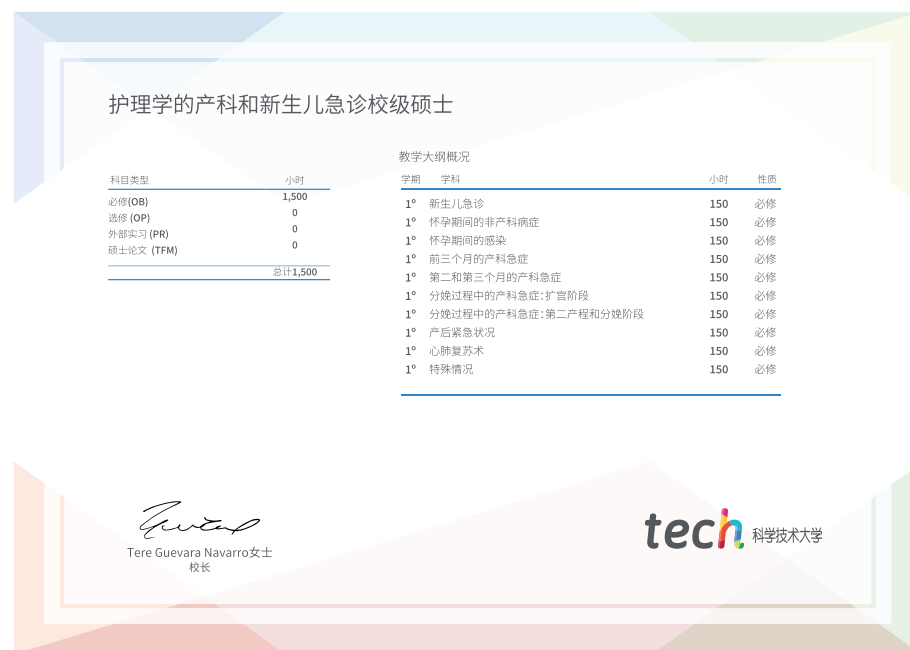 护理学的产科和新生儿急诊校级硕士
科目类型 小时
必修(OB) 1,500
选修 (OP) 0
外部实习 (PR) 0
硕士论文 (TFM) 0
总计1,500
教学大纲概况
学期 学科 小时 性质
1º 新生儿急诊 150 必修
1º 怀孕期间的非产科病症 150 必修
1º 怀孕期间的感染 150 必修
1º 前三个月的产科急症 150 必修
1º 第二和第三个月的产科急症 150 必修
1º 分娩过程中的产科急症：扩宫阶段 150 必修
1º 分娩过程中的产科急症：第二产程和分娩阶段 150 必修
1º 产后紧急状况 150 必修
1º 心肺复苏术 150 必修
1º 特殊情况 150 必修
Tere Guevara Navarro女士
校长
tech 科学技术大学